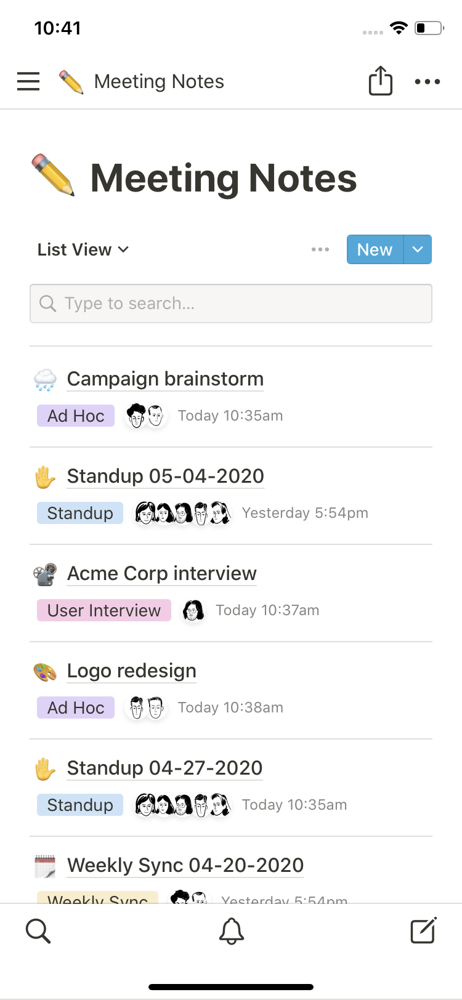 10:41
Meeting Notes
Meeting Notes
List View
New
Type to search...
Campaign brainstorm
Ad Hoc Today 10:35am
Standup 05-04-2020
Standup Yesterday 5:54pm
Acme Corp interview
User Interview Today 10:37am
Logo redesign
Ad Hoc Today 10:38am
Standup 04-27-2020
Standup Today 10:35am
Weekly Sync 04-20-2020
Weekly Sync Yesterday 5:54pm